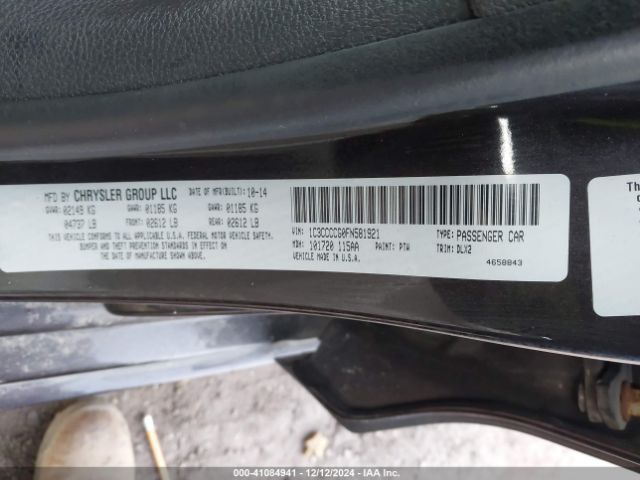 MFD BY CHRYSLER GROUP LLC DATE OF MFR(BUILT): 10-14
GVWR: 02149 KG GAWR: 01185 KG GAWR: 01185 KG
04737 LB FRONT: 02612 LB REAR: 02612 LB
THIS VEHICLE CONFORMS TO ALL APPLICABLE U.S.A. FEDERAL MOTOR VEHICLE SAFETY,
BUMPER AND THEFT PREVENTION STANDARDS IN EFFECT ON
THE DATE OF MANUFACTURE SHOWN ABOVE.
VIN: 1C3CCCCG0FN581921 TYPE: PASSENGER CAR
MDH: 101720 115AA PAINT: PTW TRIM: DLX2
VEHICLE MADE IN U.S.A. 4658843
000-41084941 - 12/12/2024 - IAA Inc.